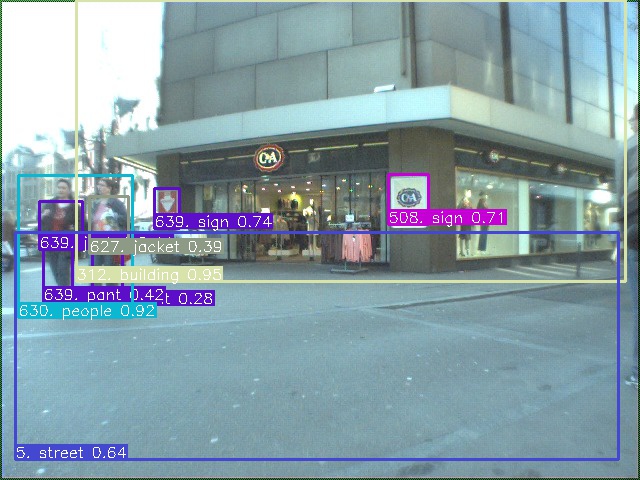 C&A
C&A
639. sign 0.74
508. sign 0.71
639. j
627. jacket 0.39
312. building 0.95
639. pant 0.42
t 0.28
630. people 0.92
5. street 0.64